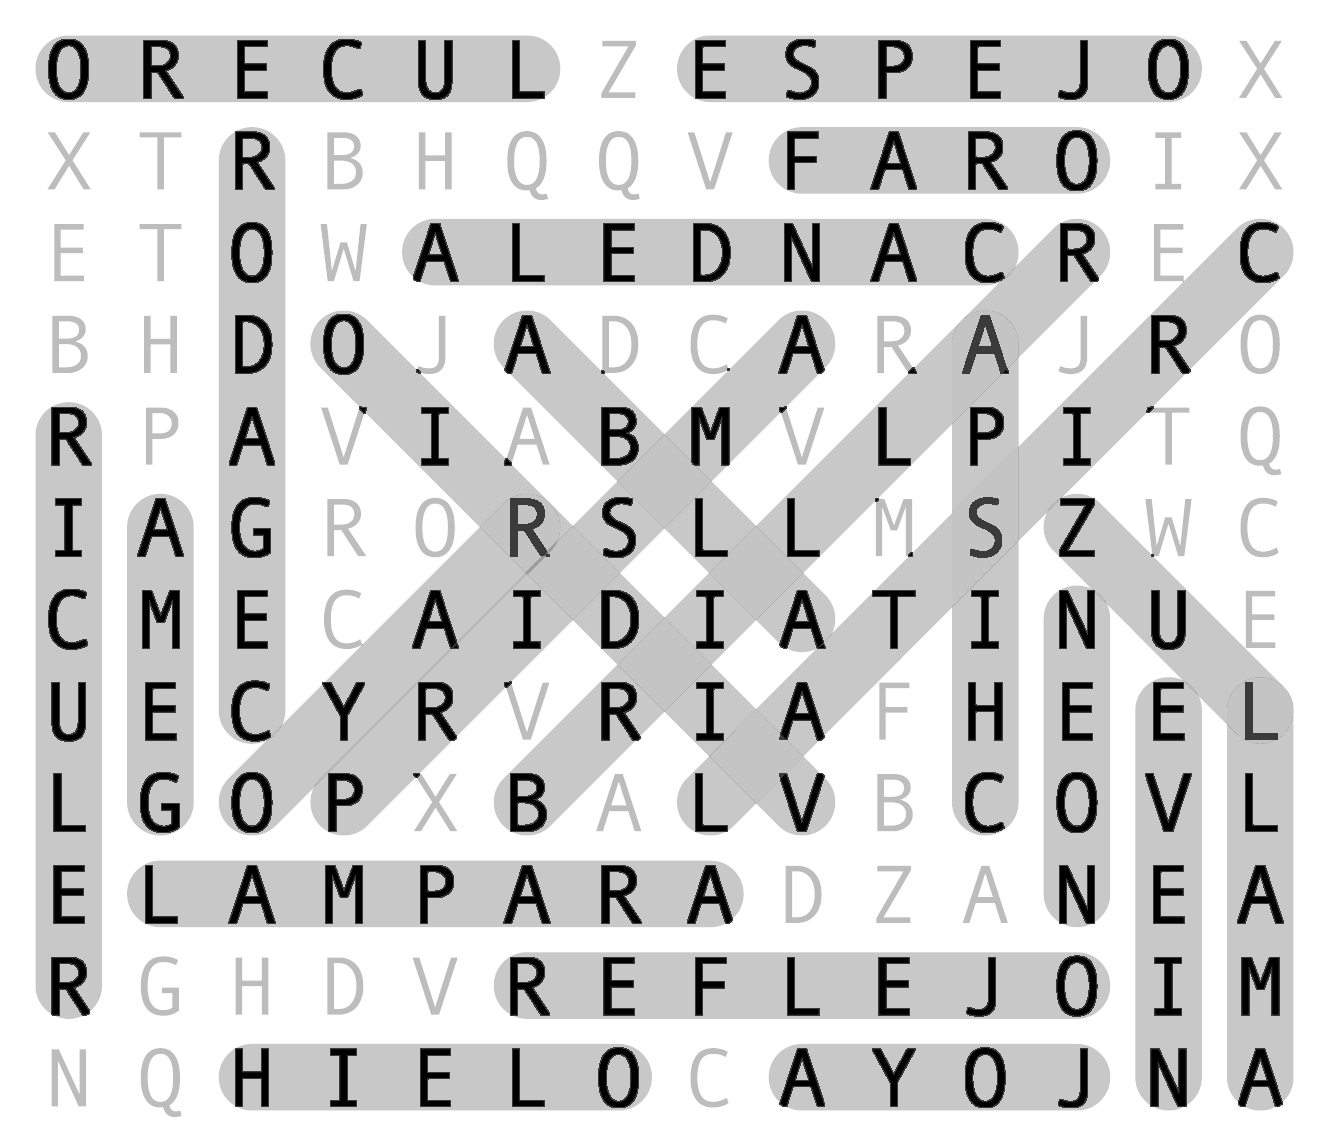 O R E C U L Z E S P E J O X
X T R B H Q Q V F A R O I X
E T O W A L E D N A C R E C
B H D O J A D C A R A J R O
R P A V I A B M V L P I T Q
I A G R O R S L L M S Z W C
C M E C A I D I A T I N U E
U E C Y R V R I A F H E E L
L G O P X B A L V B C O V L
E L A M P A R A D Z A N E A
R G H D V R E F L E J O I M
N Q H I E L O C A Y O J N A